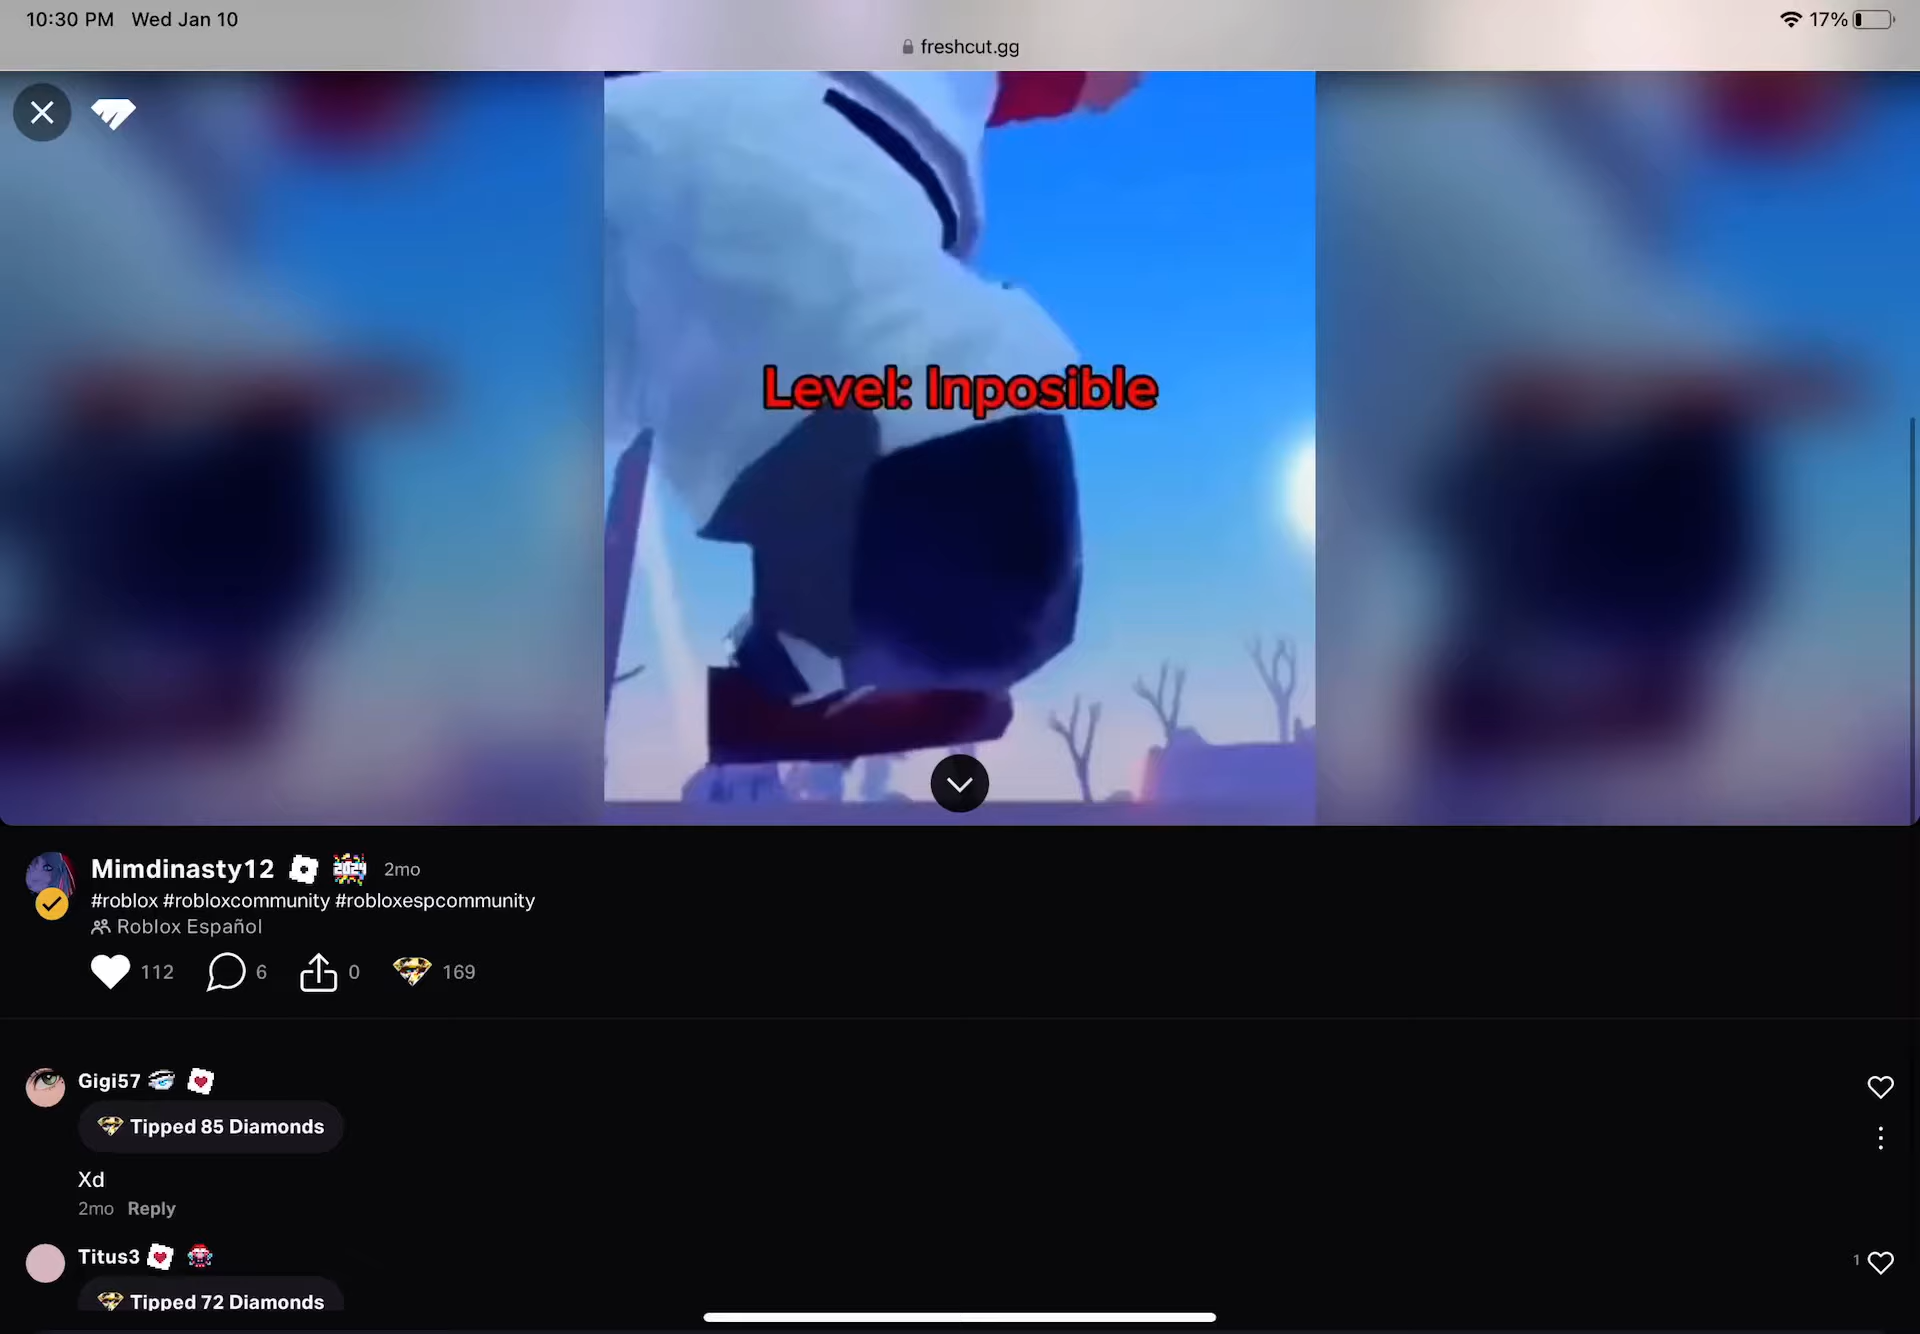 10:30 PM Wed Jan 10
17%
freshcut.gg
Level: Inposible
Mimdinasty12 2024 2mo
#roblox #robloxcommunity #robloxespcommunity
Roblox Español
112 6 0 169
Gigi57
Tipped 85 Diamonds
Xd
2mo Reply
Titus3
1
Tipped 72 Diamonds